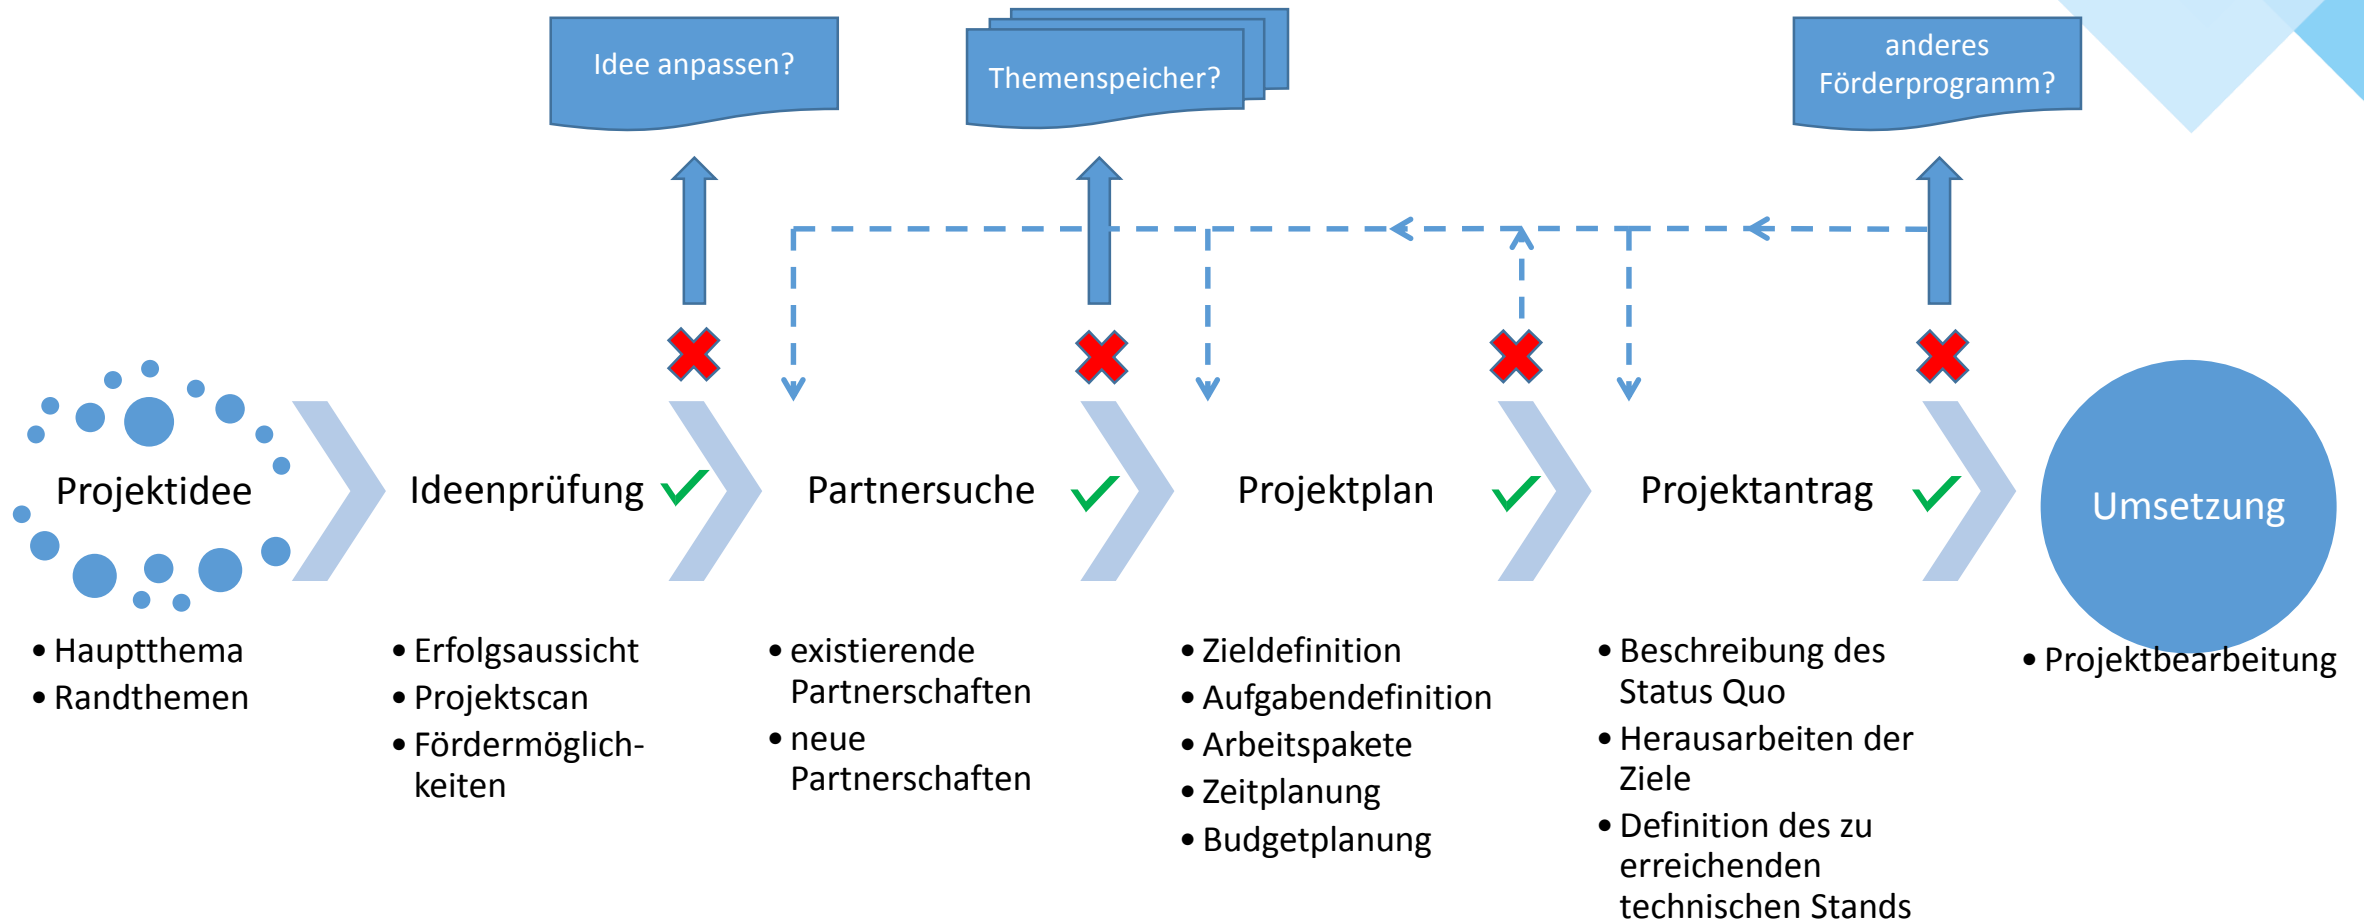 Idee anpassen?
Themenspeicher?
anderes
Förderprogramm?
Projektidee
Ideenprüfung
Partnersuche
Projektplan
Projektantrag
Umsetzung
• Hauptthema
• Randthemen
• Erfolgsaussicht
• Projektscan
• Fördermöglich-
keiten
• existierende
Partnerschaften
• neue
Partnerschaften
• Zieldefinition
• Aufgabendefinition
• Arbeitspakete
• Zeitplanung
• Budgetplanung
• Beschreibung des
Status Quo
• Herausarbeiten der
Ziele
• Definition des zu
erreichenden
technischen Stands
• Projektbearbeitung